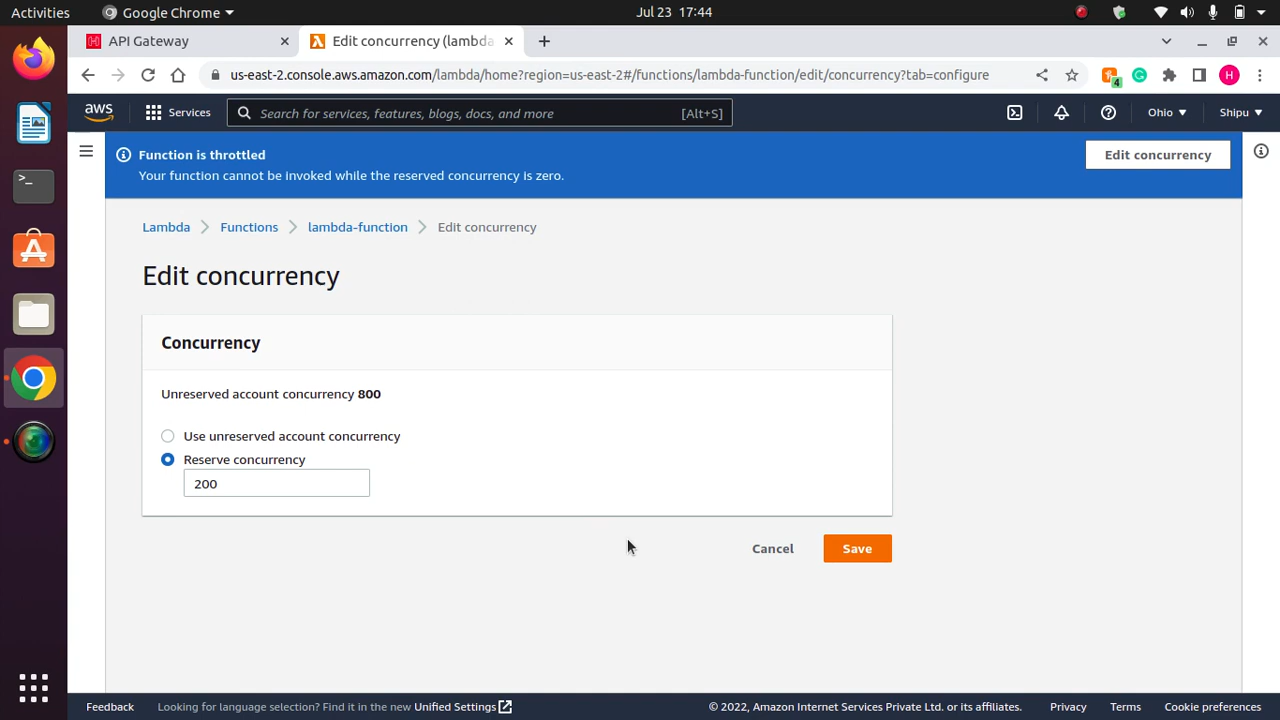 Activities
Google Chrome
Jul 23 17:44
API Gateway
Edit concurrency (lambda
us-east-2.console.aws.amazon.com/lambda/home?region=us-east-2#/functions/lambda-function/edit/concurrency?tab=configure
4
H
aws
Services
Search for services, features, blogs, docs, and more
[Alt+S]
Ohio
Shipu
Function is throttled
Your function cannot be invoked while the reserved concurrency is zero.
Edit concurrency
Lambda
Functions
lambda-function
Edit concurrency
Edit concurrency
Concurrency
Unreserved account concurrency 800
Use unreserved account concurrency
Reserve concurrency
200
Cancel
Save
Feedback
Looking for language selection? Find it in the new Unified Settings
© 2022, Amazon Internet Services Private Ltd. or its affiliates.
Privacy
Terms
Cookie preferences